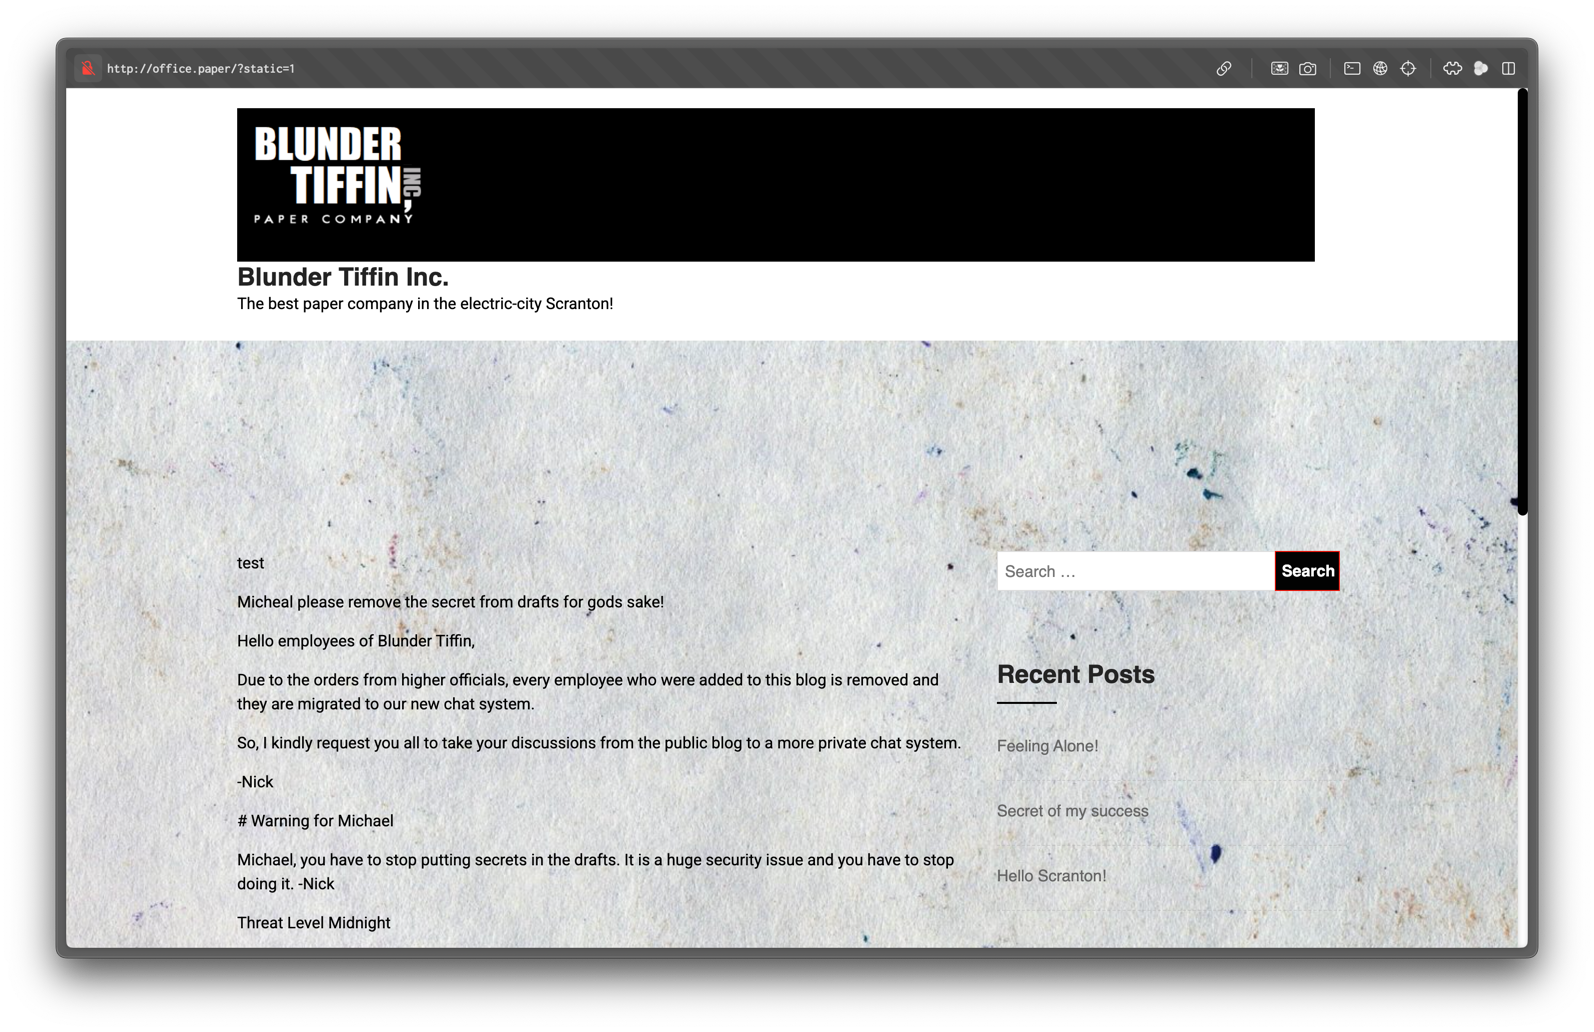 http://office.paper/?static=1
BLUNDER
TIFFIN, INC
PAPER COMPANY
Blunder Tiffin Inc.
The best paper company in the electric-city Scranton!
test
Micheal please remove the secret from drafts for gods sake!
Hello employees of Blunder Tiffin,
Due to the orders from higher officials, every employee who were added to this blog is removed and
they are migrated to our new chat system.
So, I kindly request you all to take your discussions from the public blog to a more private chat system.
-Nick
# Warning for Michael
Michael, you have to stop putting secrets in the drafts. It is a huge security issue and you have to stop
doing it. -Nick
Threat Level Midnight
Search …
Search
Recent Posts
Feeling Alone!
Secret of my success
Hello Scranton!